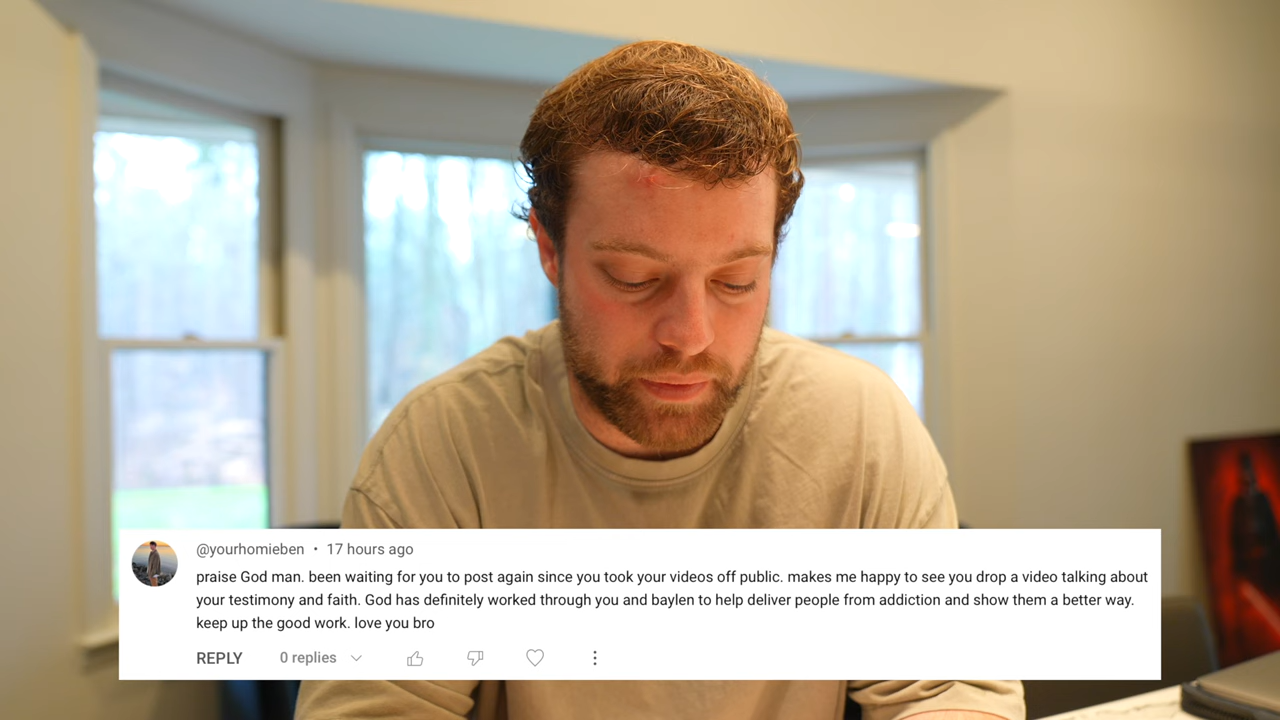 @yourhomieben • 17 hours ago
praise God man. been waiting for you to post again since you took your videos off public. makes me happy to see you drop a video talking about
your testimony and faith. God has definitely worked through you and baylen to help deliver people from addiction and show them a better way.
keep up the good work. love you bro
REPLY 0 replies